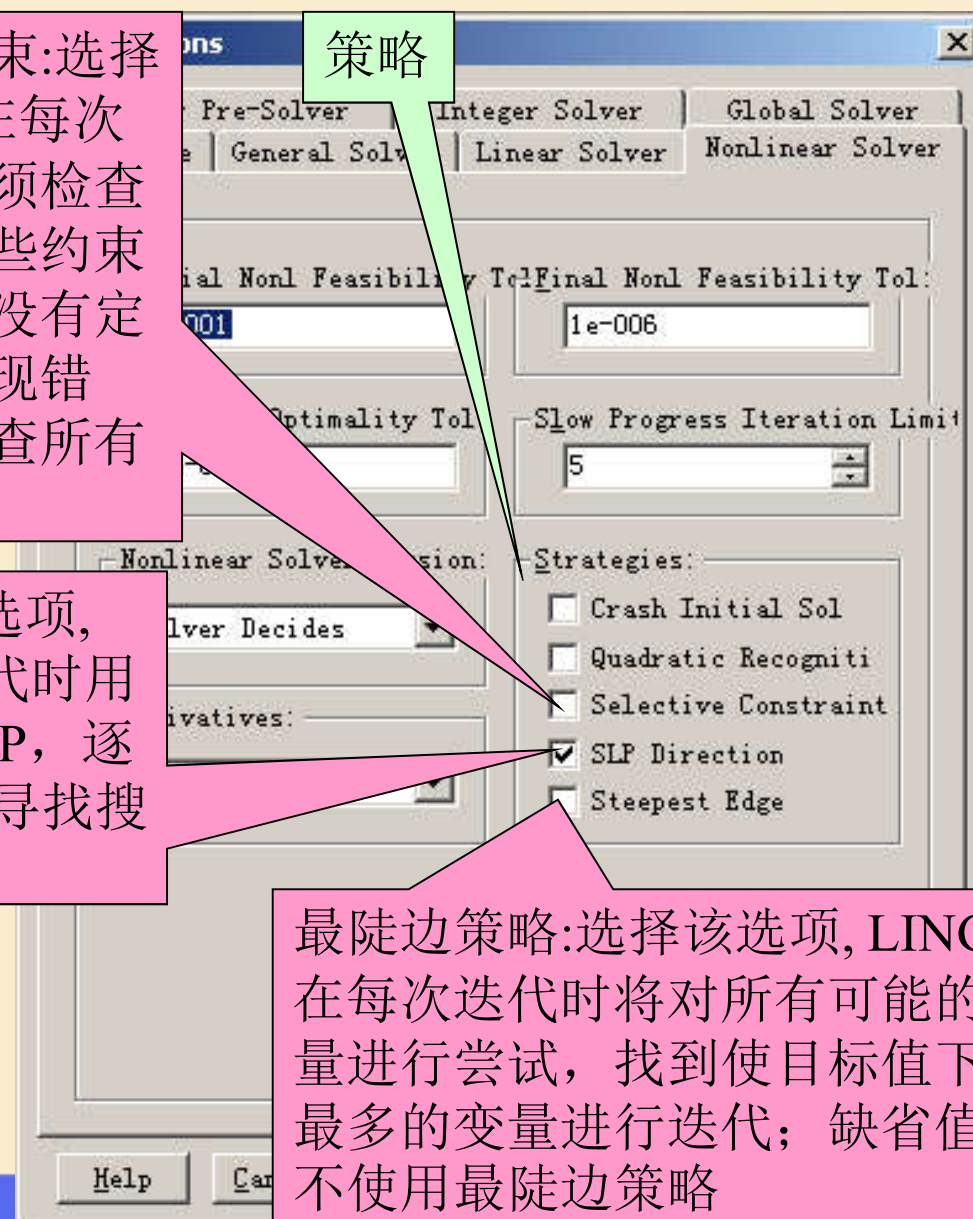 束:选择
每次
须检查
些约束
没有定
现错
查所有
策略
ons
Pre-Solver
Integer Solver
Global Solver
General Solv
Linear Solver
Nonlinear Solver
ial Nonl Feasibility Tol
Final Nonl Feasibility Tol:
001
1e-006
Optimality Tol
Slow Progress Iteration Limit
5
Nonlinear Solver sion:
Strategies:
lver Decides
Crash Initial Sol
Quadratic Recogniti
Selective Constraint
SLP Direction
Steepest Edge
ivatives:
选项,
代时用
P，逐
寻找搜
最陡边策略:选择该选项, LING
在每次迭代时将对所有可能的
量进行尝试，找到使目标值下
最多的变量进行迭代；缺省值
不使用最陡边策略
Help
Can